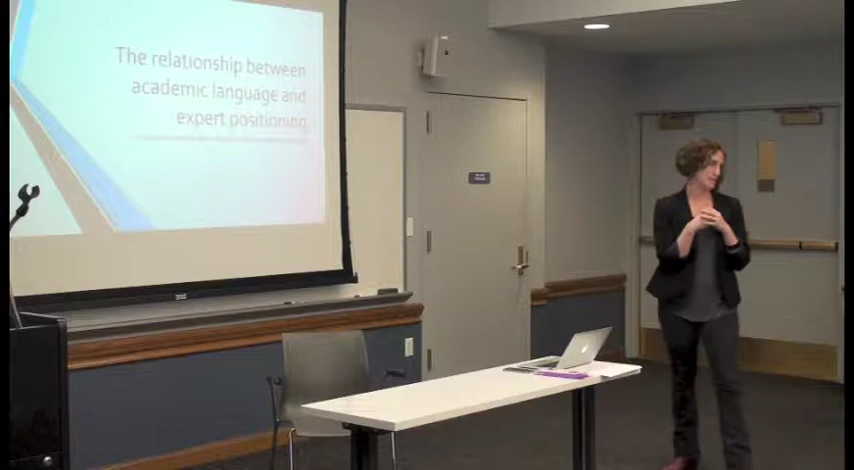 The relationship between
academic language and
expert positioning